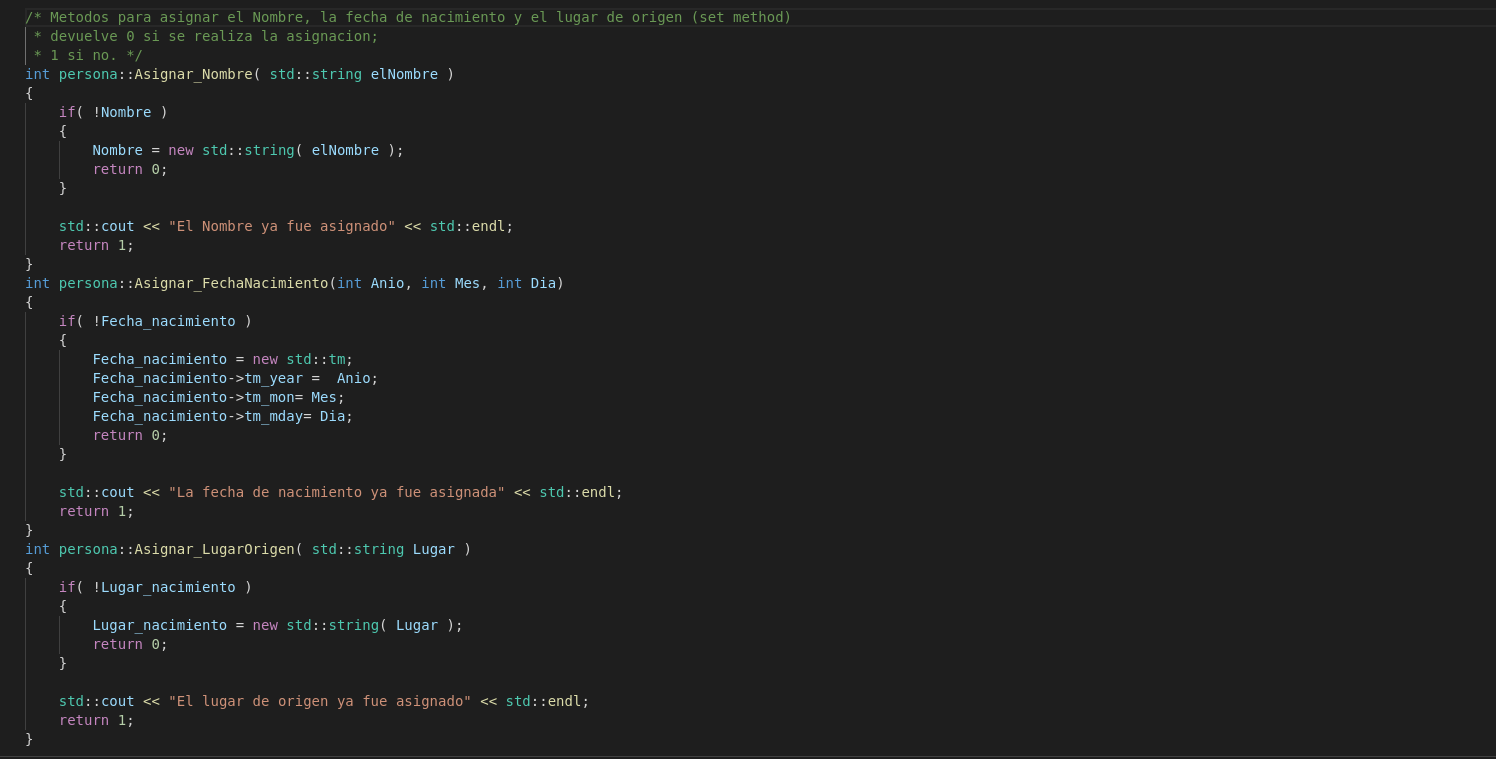 /* Metodos para asignar el Nombre, la fecha de nacimiento y el lugar de origen (set method)
 * devuelve 0 si se realiza la asignacion;
 * 1 si no. */
int persona::Asignar_Nombre( std::string elNombre )
{
    if( !Nombre )
    {
        Nombre = new std::string( elNombre );
        return 0;
    }

    std::cout << "El Nombre ya fue asignado" << std::endl;
    return 1;
}
int persona::Asignar_FechaNacimiento(int Anio, int Mes, int Dia)
{
    if( !Fecha_nacimiento )
    {
        Fecha_nacimiento = new std::tm;
        Fecha_nacimiento->tm_year =  Anio;
        Fecha_nacimiento->tm_mon= Mes;
        Fecha_nacimiento->tm_mday= Dia;
        return 0;
    }

    std::cout << "La fecha de nacimiento ya fue asignada" << std::endl;
    return 1;
}
int persona::Asignar_LugarOrigen( std::string Lugar )
{
    if( !Lugar_nacimiento )
    {
        Lugar_nacimiento = new std::string( Lugar );
        return 0;
    }

    std::cout << "El lugar de origen ya fue asignado" << std::endl;
    return 1;
}